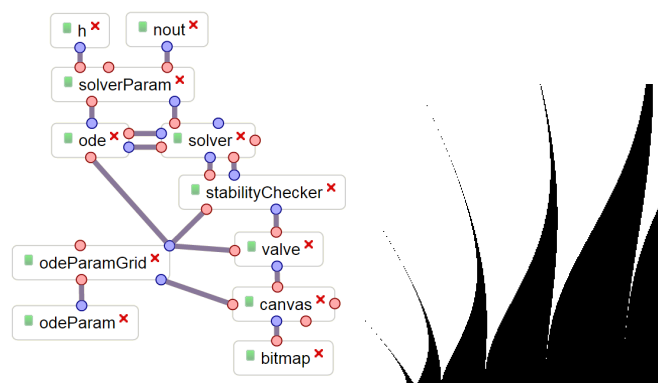 h
nout
solverParam
ode
solver
stabilityChecker
odeParamGrid
valve
canvas
odeParam
bitmap